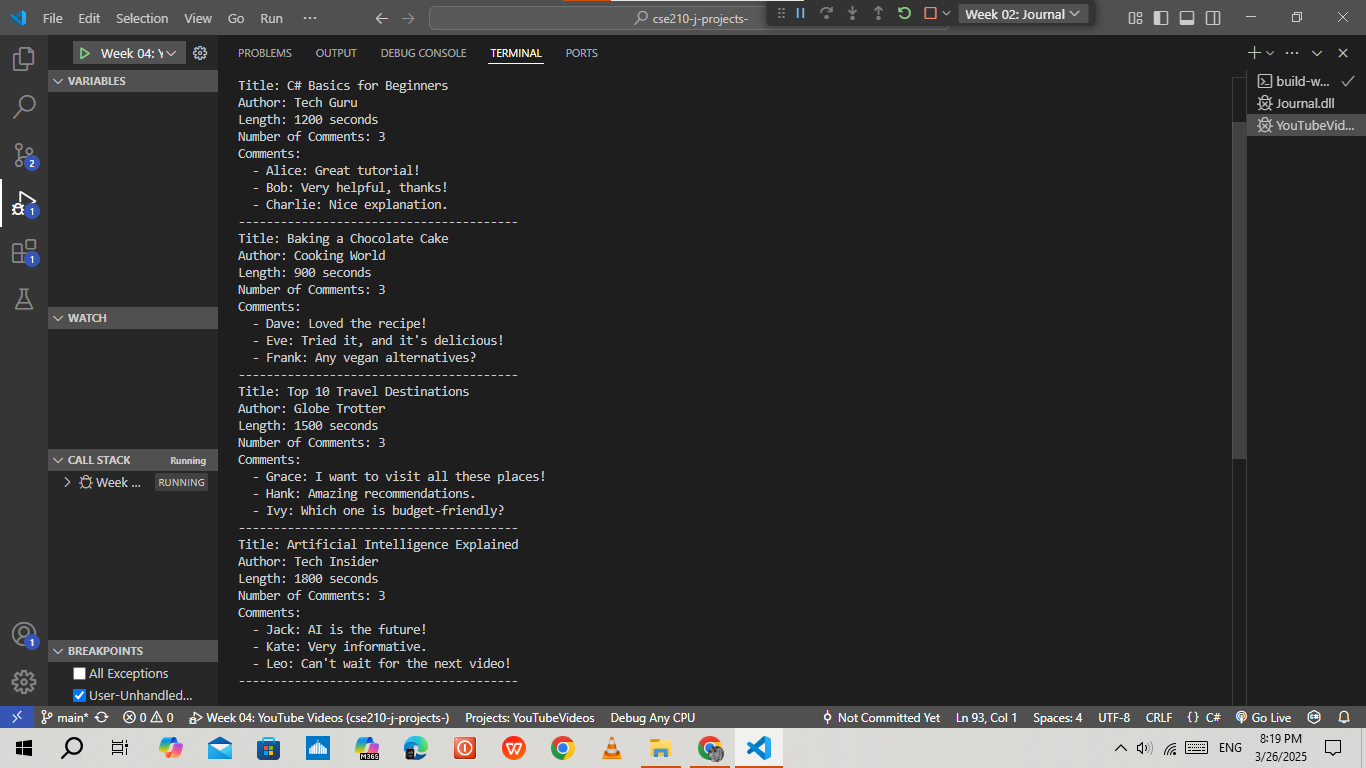 File Edit Selection View Go Run ···
cse210-j-projects-
Week 02: Journal
Week 04: Y
PROBLEMS OUTPUT DEBUG CONSOLE TERMINAL PORTS
VARIABLES
WATCH
CALL STACK Running
Week ... RUNNING
BREAKPOINTS
All Exceptions
User-Unhandled...
2
1
1
1
Title: C# Basics for Beginners
Author: Tech Guru
Length: 1200 seconds
Number of Comments: 3
Comments:
- Alice: Great tutorial!
- Bob: Very helpful, thanks!
- Charlie: Nice explanation.
----------------------------------------
Title: Baking a Chocolate Cake
Author: Cooking World
Length: 900 seconds
Number of Comments: 3
Comments:
- Dave: Loved the recipe!
- Eve: Tried it, and it's delicious!
- Frank: Any vegan alternatives?
----------------------------------------
Title: Top 10 Travel Destinations
Author: Globe Trotter
Length: 1500 seconds
Number of Comments: 3
Comments:
- Grace: I want to visit all these places!
- Hank: Amazing recommendations.
- Ivy: Which one is budget-friendly?
----------------------------------------
Title: Artificial Intelligence Explained
Author: Tech Insider
Length: 1800 seconds
Number of Comments: 3
Comments:
- Jack: AI is the future!
- Kate: Very informative.
- Leo: Can't wait for the next video!
----------------------------------------
build-w...
Journal.dll
YouTubeVid...
main* 0 0 Week 04: YouTube Videos (cse210-j-projects-) Projects: YouTubeVideos Debug Any CPU Not Committed Yet Ln 93, Col 1 Spaces: 4 UTF-8 CRLF {} C# Go Live
M365
ENG
8:19 PM
3/26/2025